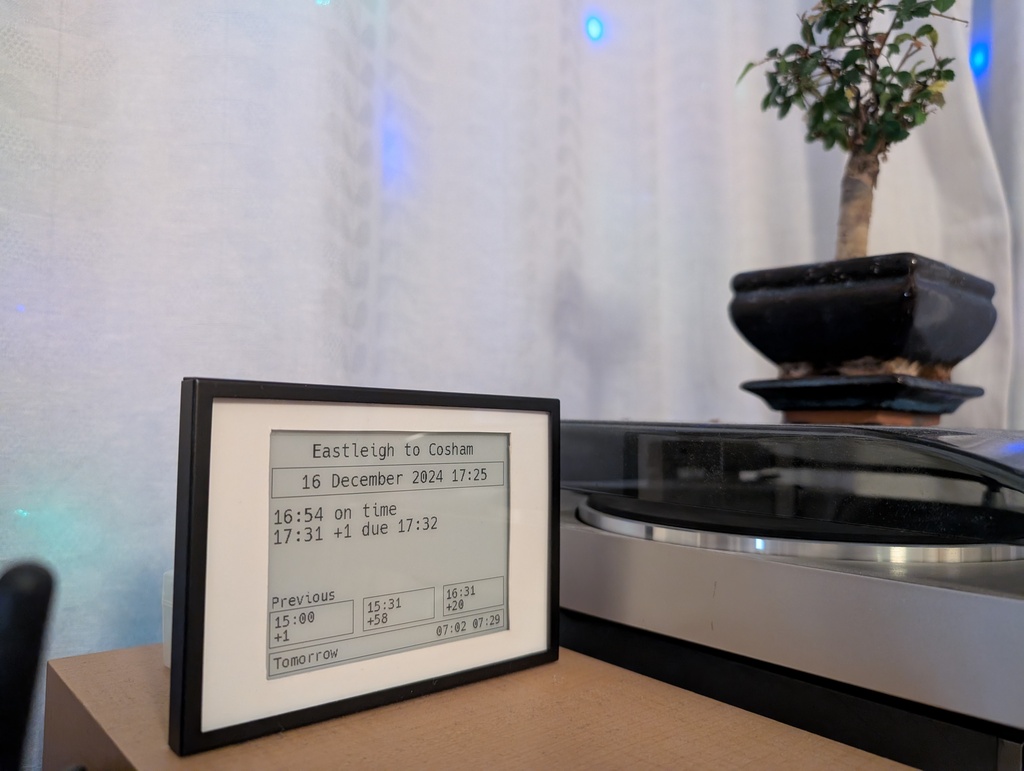 Eastleigh to Cosham
16 December 2024 17:25
16:54 on time
17:31 +1 due 17:32
Previous
15:00
+1
15:31
+58
16:31
+20
Tomorrow 07:02 07:29